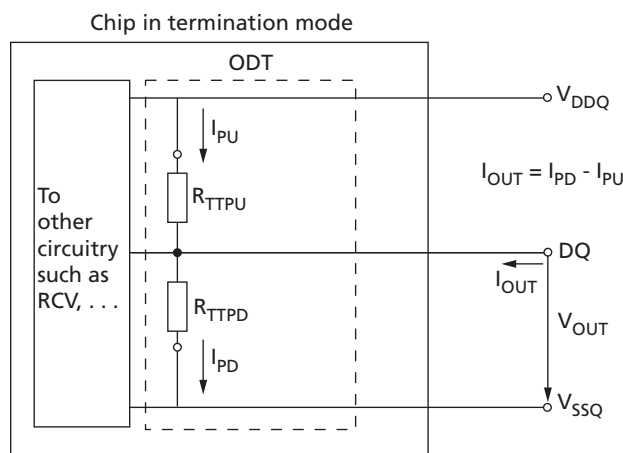 Chip in termination mode
ODT
V_DDQ
I_PU
I_OUT = I_PD - I_PU
To
other
circuitry
such as
RCV, . . .
R_TTPU
DQ
I_OUT
R_TTPD
V_OUT
I_PD
V_SSQ